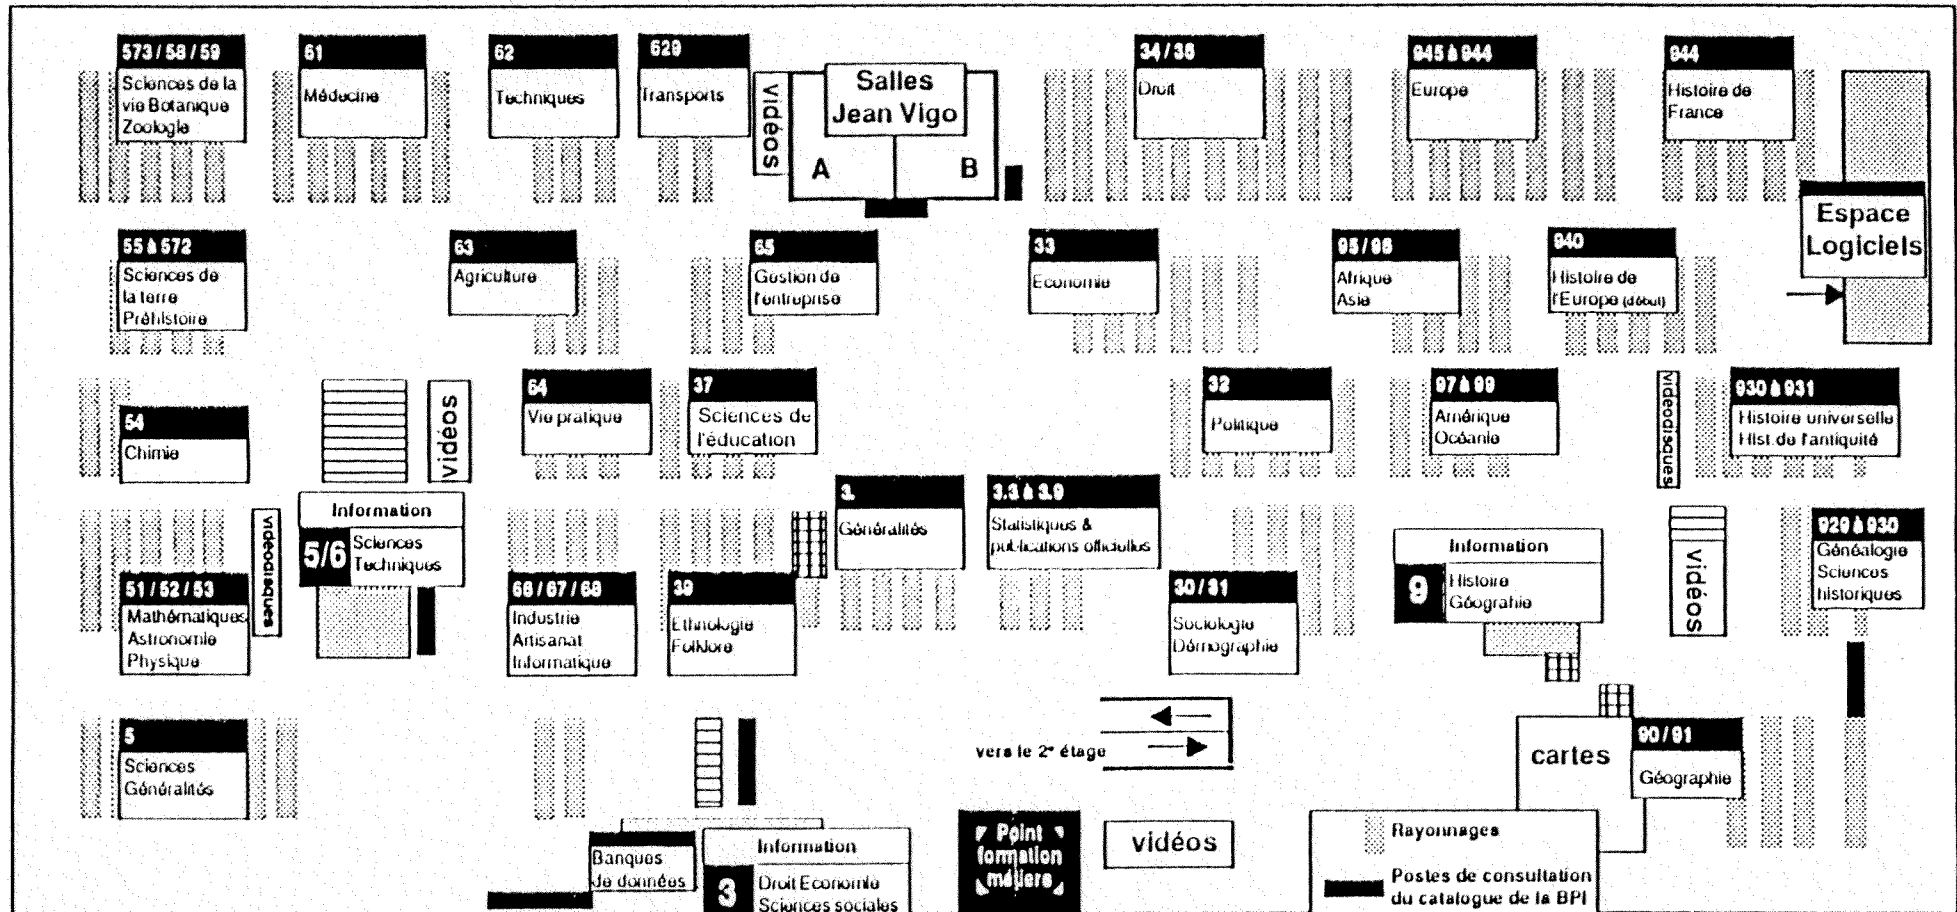 573 / 58 / 59
Sciences de la
vie Botanique
Zoologie
61
Médecine
62
Techniques
629
Transports
vidéos
Salles
Jean Vigo
A
B
34 / 35
Droit
945 à 944
Europe
944
Histoire de
France
Espace
Logiciels
55 à 572
Sciences de
la terre
Préhistoire
63
Agriculture
65
Gestion de
l'entreprise
33
Economie
95 / 96
Afrique
Asie
940
Histoire de
l'Europe (début)
54
Chimie
vidéos
64
Vie pratique
37
Sciences de
l'éducation
32
Politique
97 à 99
Amérique
Océanie
videodisques
930 à 931
Histoire universelle
Hist. de l'antiquité
51 / 52 / 53
Mathématiques
Astronomie
Physique
videodisques
Information
5/6
Sciences
Techniques
66 / 67 / 68
Industrie
Artisanat
Informatique
39
Ethnologie
Folklore
3.
Généralités
3.3. à 3.9
Statistiques &
publications officielles
30 / 31
Sociologie
Démographie
Information
9
Histoire
Géograhie
vidéos
929 à 930
Généalogie
Sciences
historiques
5
Sciences
Généralités
vers le 2e étage
cartes
90 / 91
Géographie
Banques
de données
Information
3
Droit Economie
Sciences sociales
Point
formation
métiers
vidéos
Rayonnages
Postes de consultation
du catalogue de la BPI